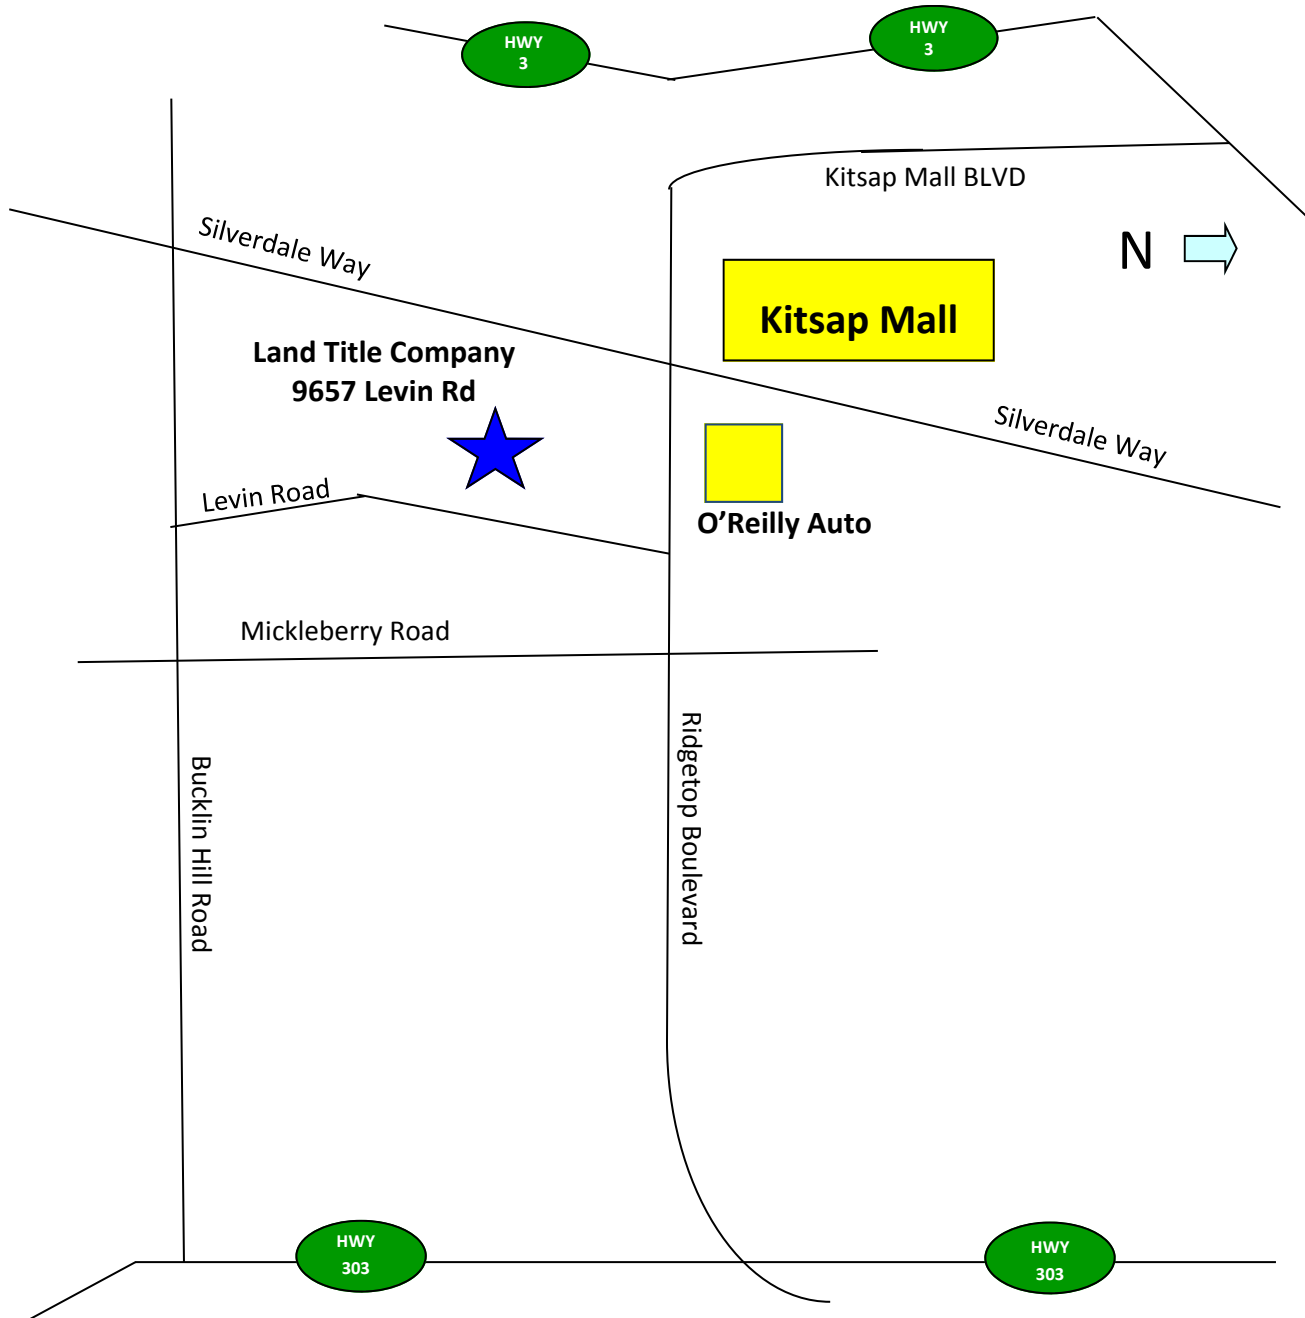 HWY
3
HWY
3
Kitsap Mall BLVD
Silverdale Way
N
Kitsap Mall
Land Title Company
9657 Levin Rd
Silverdale Way
Levin Road
O’Reilly Auto
Mickleberry Road
Ridgetop Boulevard
Bucklin Hill Road
HWY
303
HWY
303